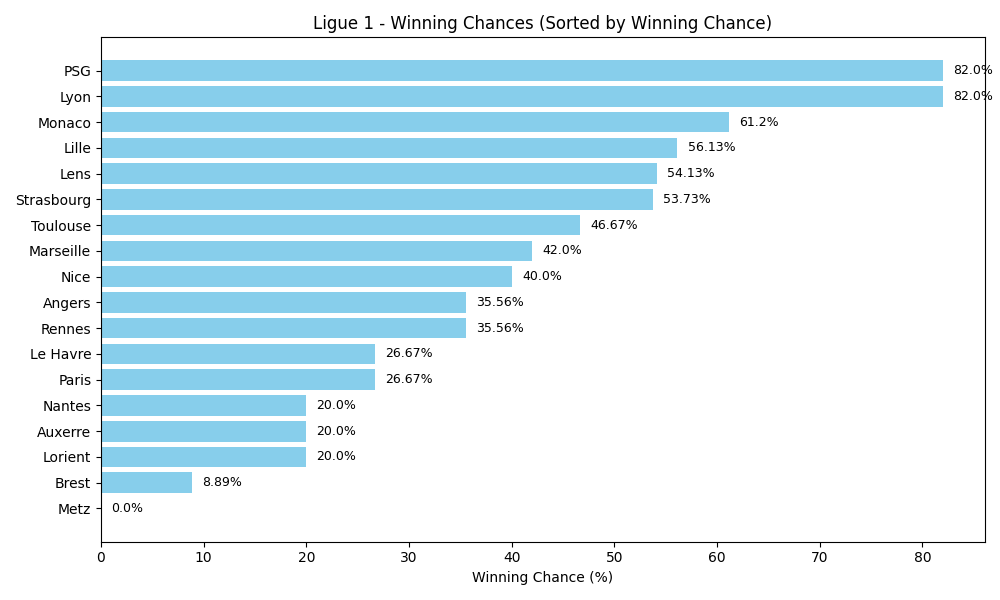 Ligue 1 - Winning Chances (Sorted by Winning Chance)
PSG 82.0%
Lyon 82.0%
Monaco 61.2%
Lille 56.13%
Lens 54.13%
Strasbourg 53.73%
Toulouse 46.67%
Marseille 42.0%
Nice 40.0%
Angers 35.56%
Rennes 35.56%
Le Havre 26.67%
Paris 26.67%
Nantes 20.0%
Auxerre 20.0%
Lorient 20.0%
Brest 8.89%
Metz 0.0%
0 10 20 30 40 50 60 70 80
Winning Chance (%)